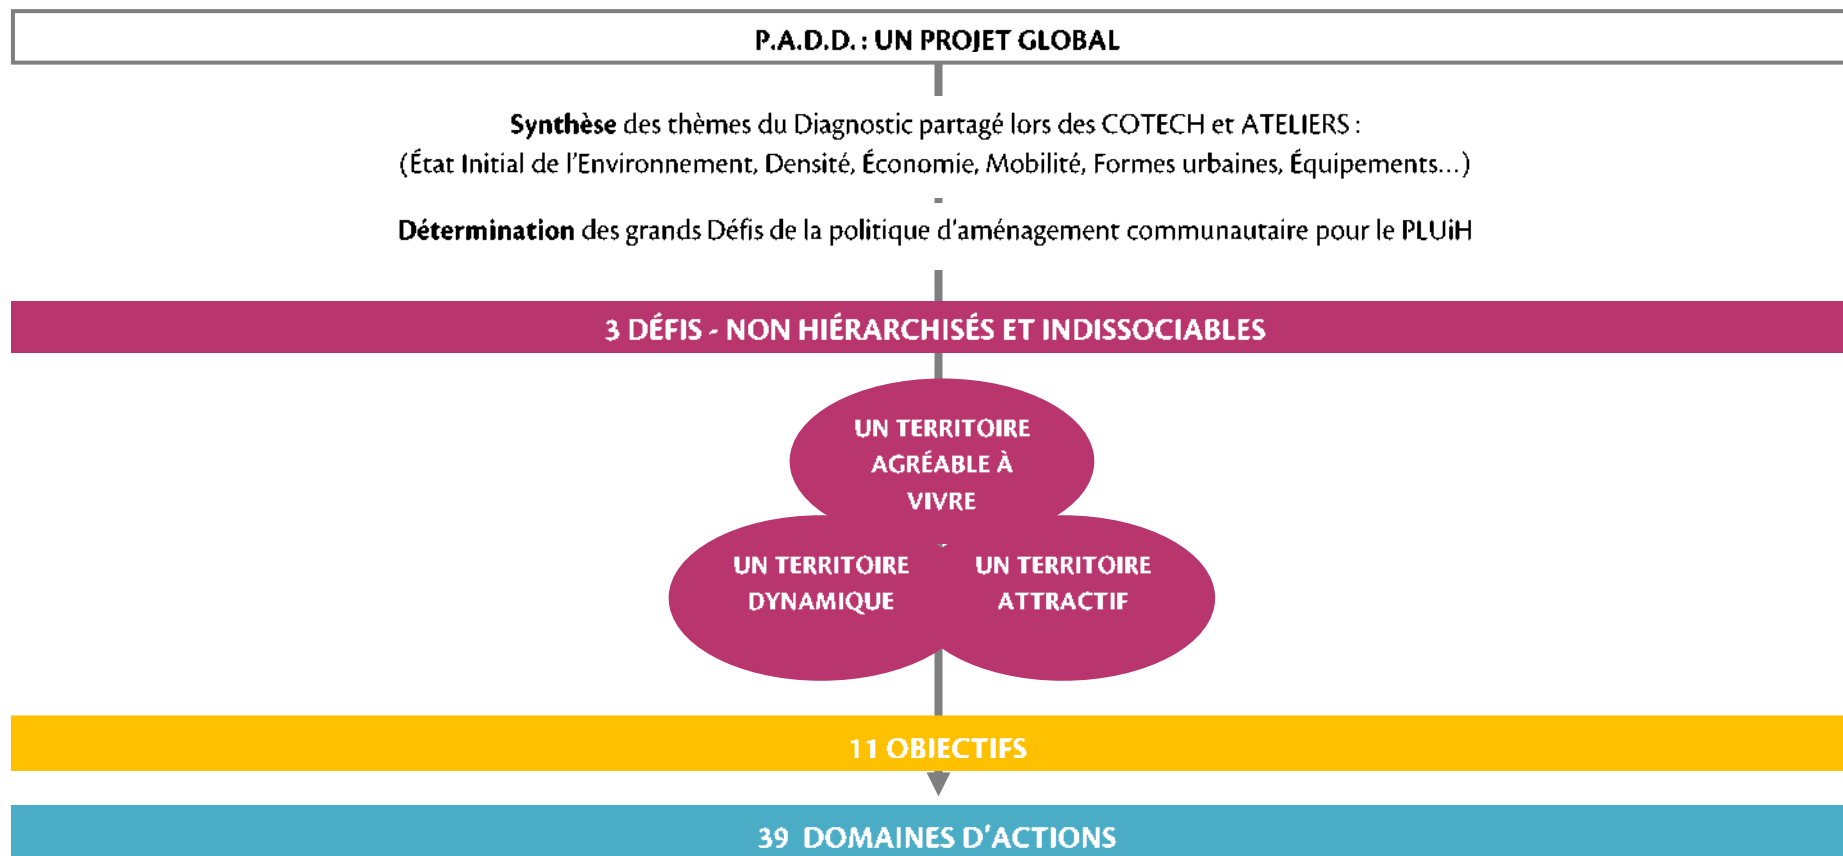 P.A.D.D. : UN PROJET GLOBAL
Synthèse des thèmes du Diagnostic partagé lors des COTECH et ATELIERS :
(État Initial de l'Environnement, Densité, Économie, Mobilité, Formes urbaines, Équipements...)
Détermination des grands Défis de la politique d'aménagement communautaire pour le PLUiH
3 DÉFIS - NON HIÉRARCHISÉS ET INDISSOCIABLES
UN TERRITOIRE
AGRÉABLE À
VIVRE
UN TERRITOIRE
DYNAMIQUE
UN TERRITOIRE
ATTRACTIF
11 OBJECTIFS
39 DOMAINES D'ACTIONS